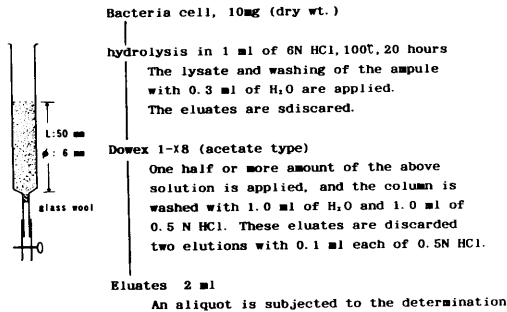 Bacteria cell, 10mg (dry wt.)
hydrolysis in 1 ml of 6N HCl, 100℃, 20 hours
The lysate and washing of the ampule
with 0.3 ml of H₂O are applied.
The eluates are sdiscared.
L:50 mm
φ: 6 mm
glass wool
Dowex 1-X8 (acetate type)
One half or more amount of the above
solution is applied, and the column is
washed with 1.0 ml of H₂O and 1.0 ml of
0.5 N HCl. These eluates are discarded
two elutions with 0.1 ml each of 0.5N HCl.
Eluates 2 ml
An aliquot is subjected to the determination